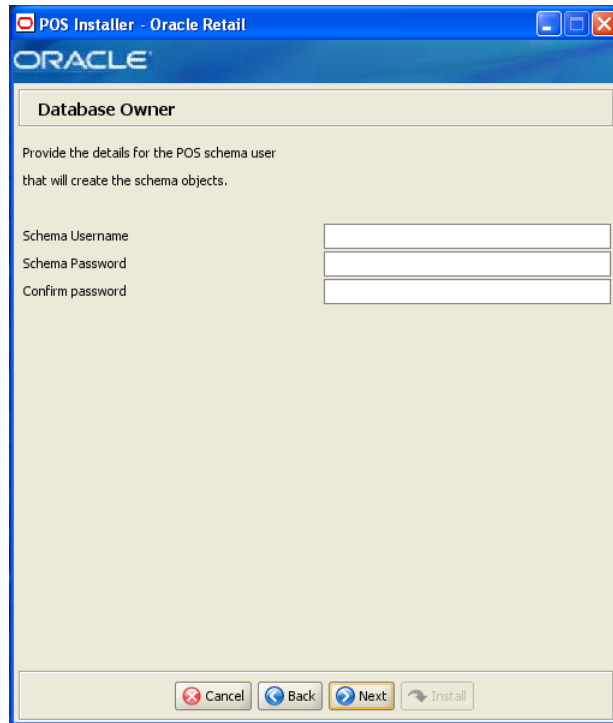 POS Installer - Oracle Retail
ORACLE
Database Owner
Provide the details for the POS schema user
that will create the schema objects.
Schema Username
Schema Password
Confirm password
Cancel
Back
Next
Install